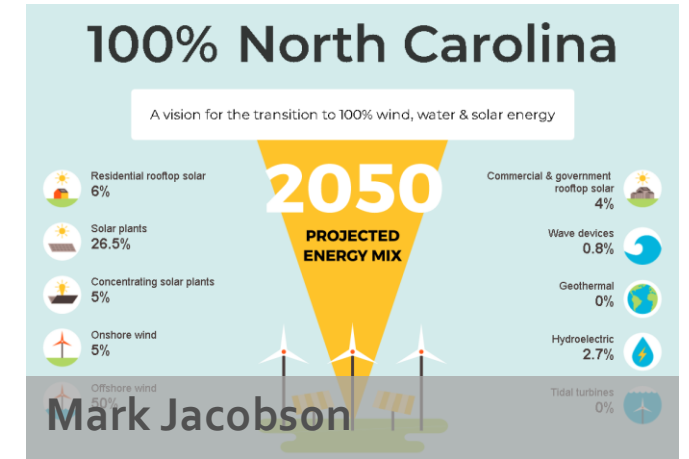 100% North Carolina
A vision for the transition to 100% wind, water & solar energy
2050
PROJECTED
ENERGY MIX
Residential rooftop solar
6%
Solar plants
26.5%
Concentrating solar plants
5%
Onshore wind
5%
Offshore wind
50%
Commercial & government
rooftop solar
4%
Wave devices
0.8%
Geothermal
0%
Hydroelectric
2.7%
Tidal turbines
0%
Mark Jacobson